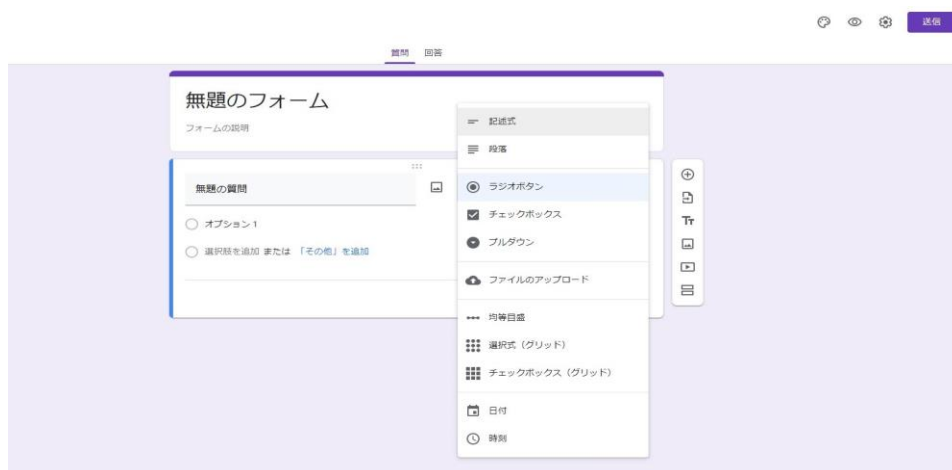 送信
質問 回答
無題のフォーム
フォームの説明
無題の質問
オプション 1
選択肢を追加 または 「その他」を追加
記述式
段落
ラジオボタン
チェックボックス
プルダウン
ファイルのアップロード
均等目盛
選択式（グリッド）
チェックボックス（グリッド）
日付
時刻
Tт